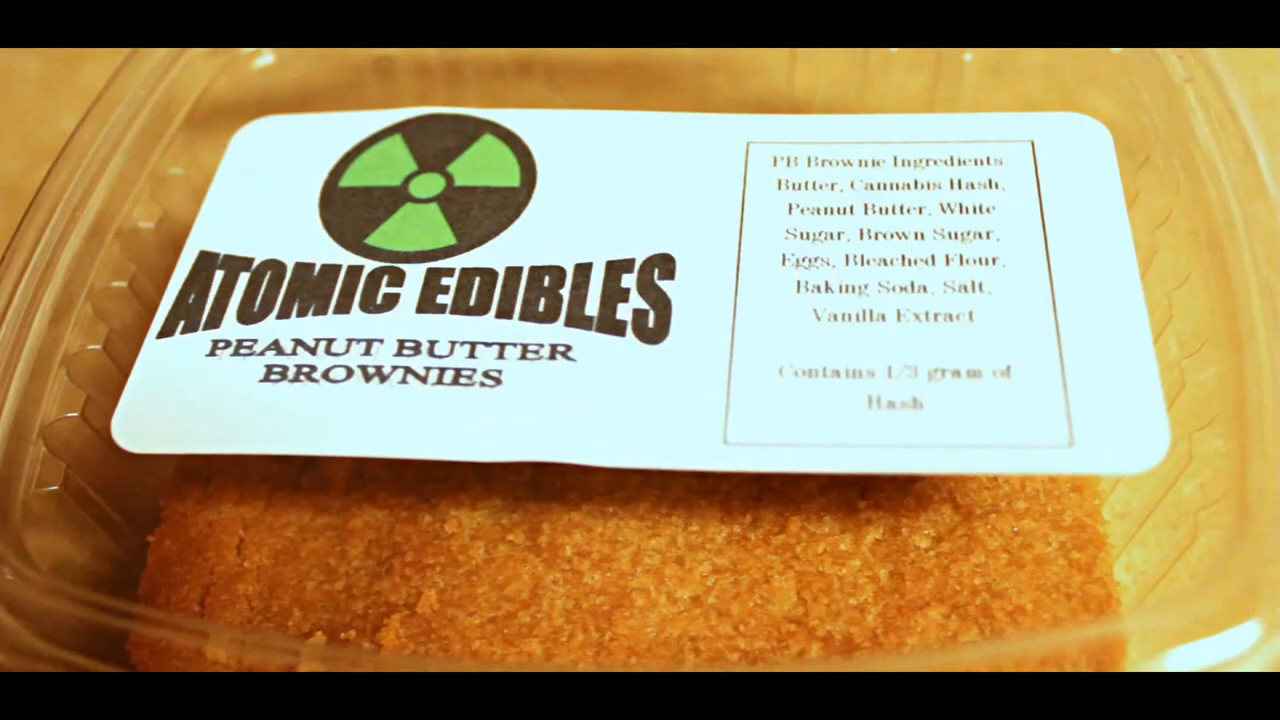 ATOMIC EDIBLES
PEANUT BUTTER
BROWNIES
PB Brownie Ingredients
Butter, Cannabis Hash,
Peanut Butter, White
Sugar, Brown Sugar,
Eggs, Bleached Flour,
Baking Soda, Salt,
Vanilla Extract
Contains 1/3 gram of
Hash